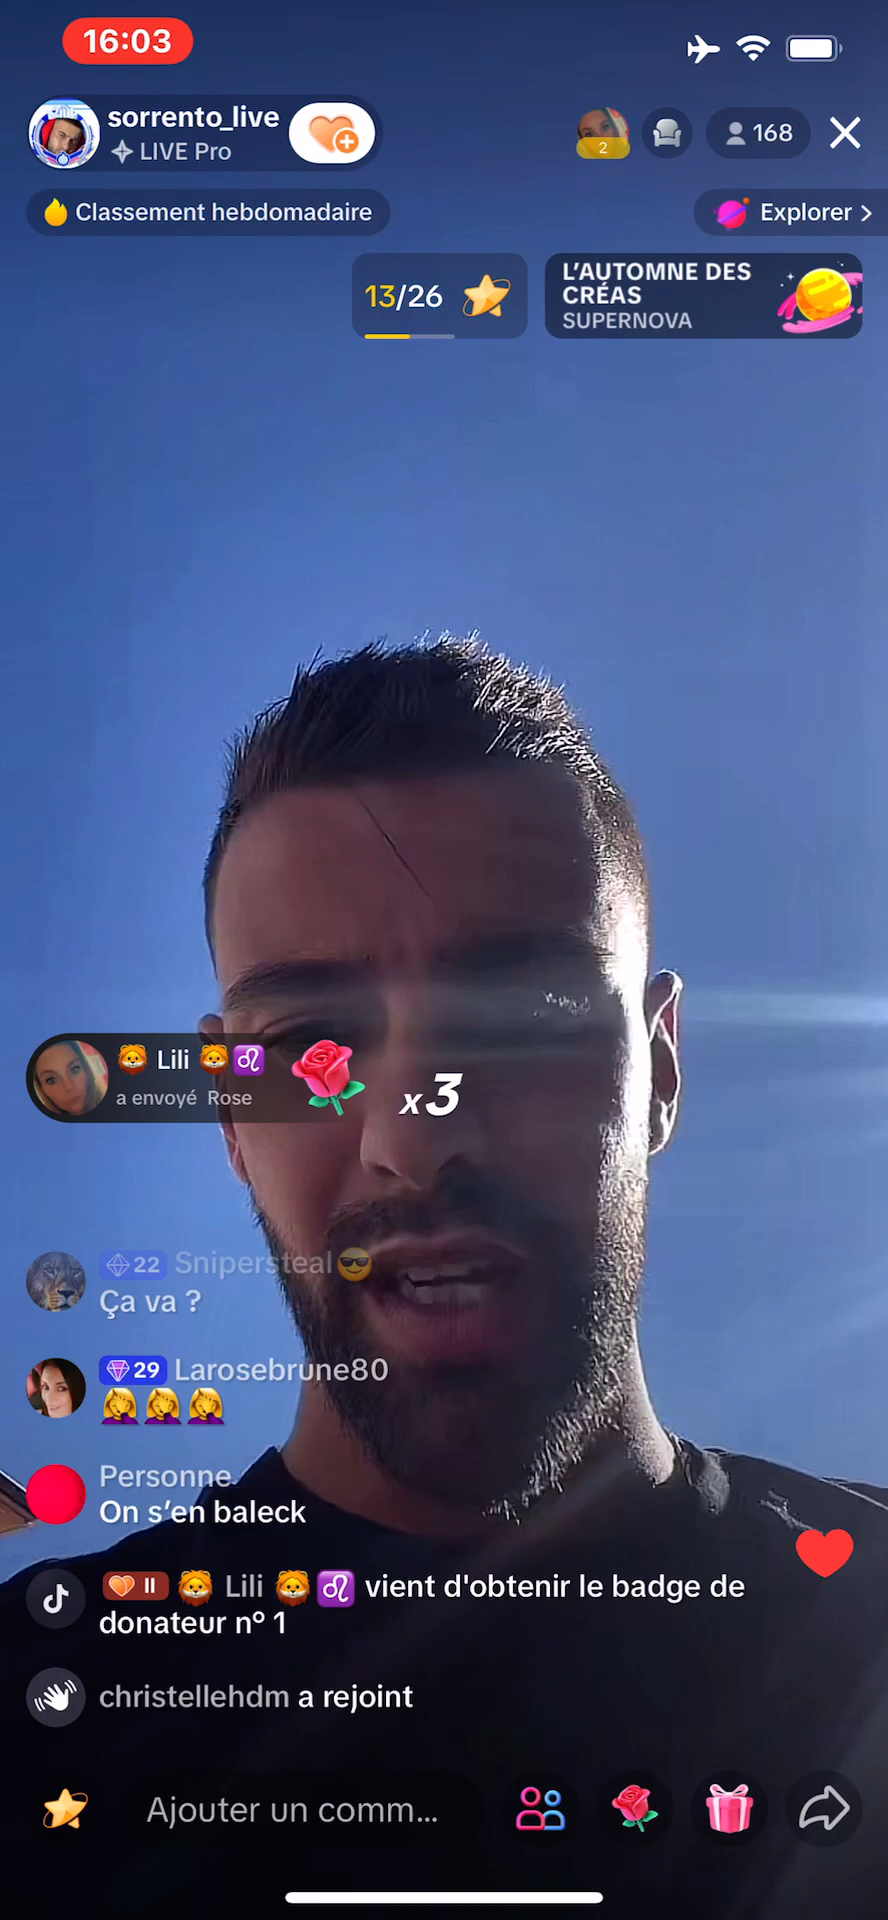 16:03
sorrento_live
LIVE Pro
2
168
Classement hebdomadaire
Explorer
13/26
L'AUTOMNE DES
CRÉAS
SUPERNOVA
🦁 Lili 🦁♌
a envoyé Rose
x3
22 Snipersteal😎
Ça va ?
29 Larosebrune80
🤦‍♀️🤦‍♀️🤦‍♀️
Personne
On s'en baleck
II 🦁 Lili 🦁♌ vient d'obtenir le badge de
donateur n° 1
christellehdm a rejoint
Ajouter un comm...